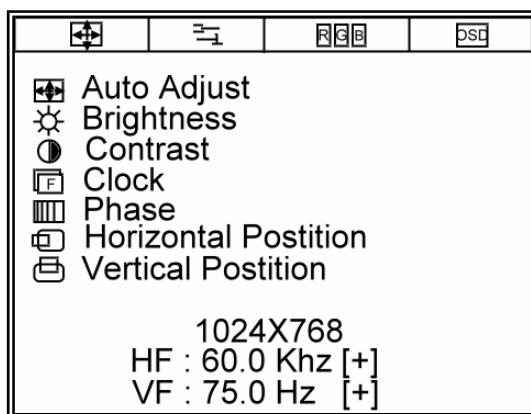 R G B OSD
Auto Adjust
Brightness
Contrast
F Clock
Phase
Horizontal Postition
Vertical Postition
1024X768
HF : 60.0 Khz [+]
VF : 75.0 Hz [+]